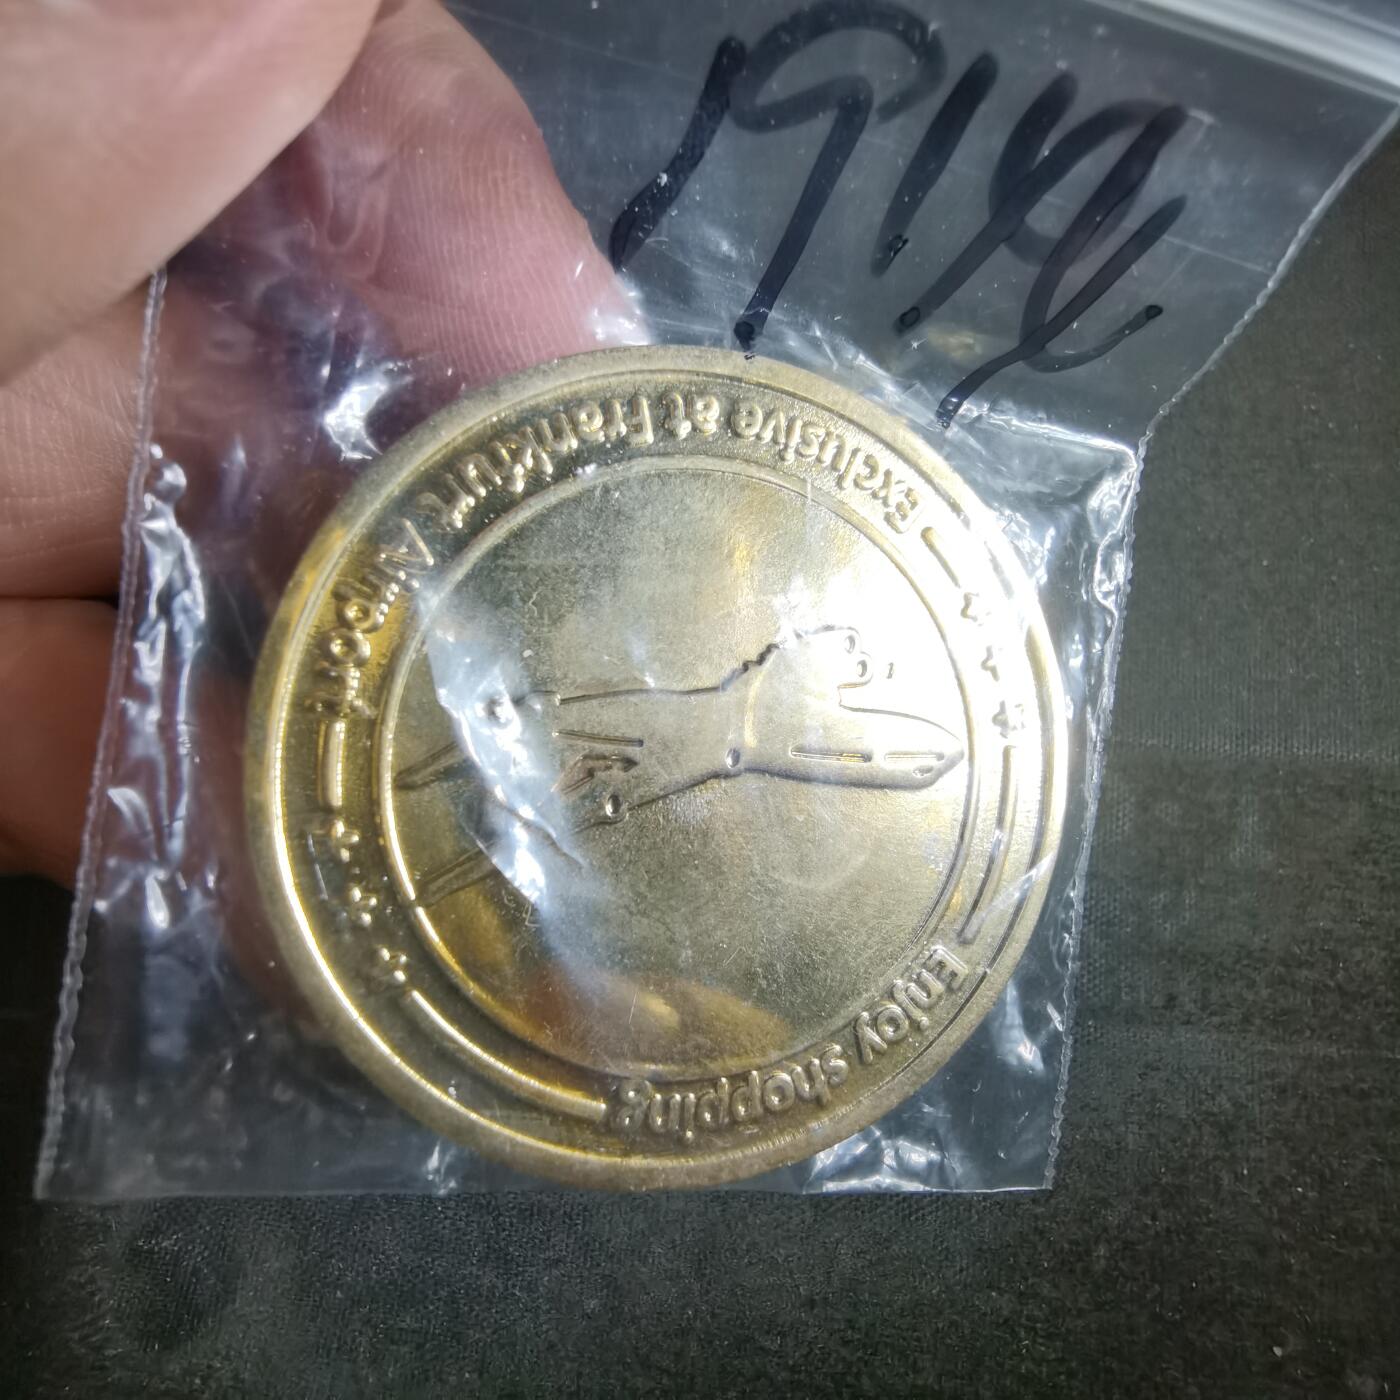 Exclusive at Frankfurt Airport
Enjoy shopping